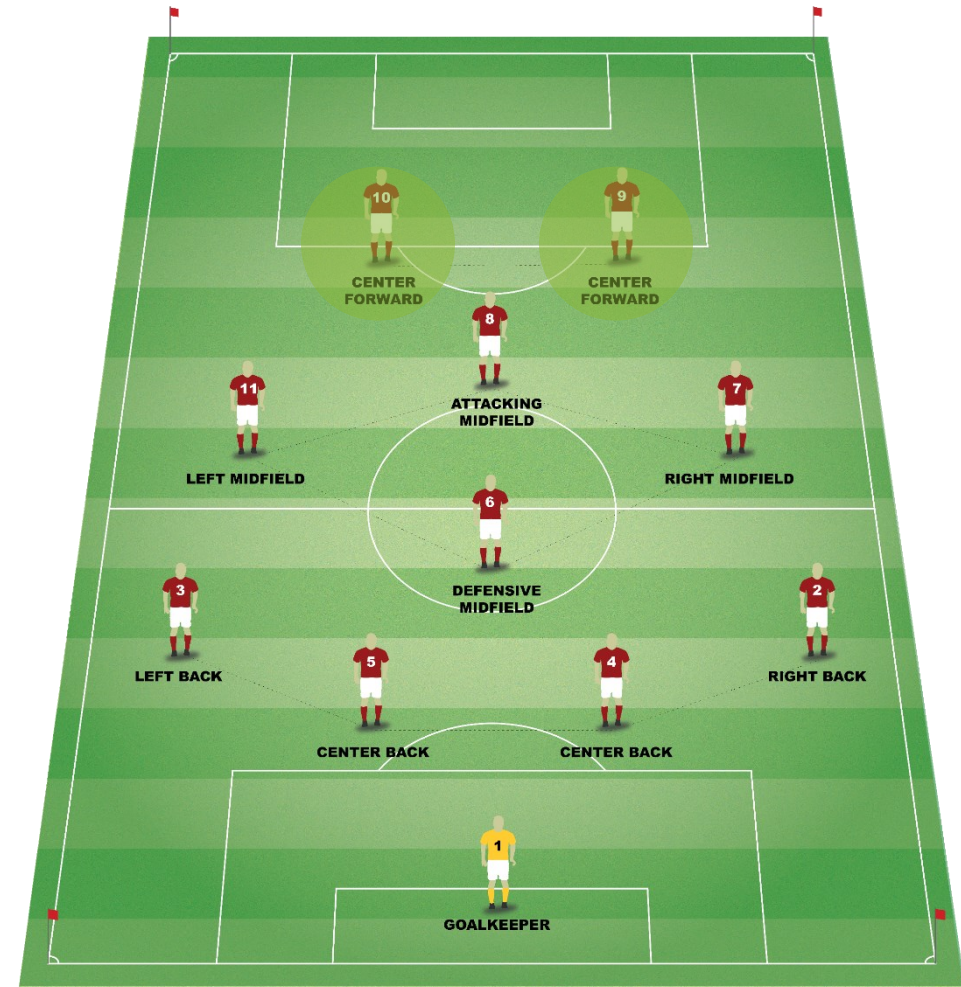 10
9
CENTER
FORWARD
CENTER
FORWARD
8
ATTACKING
MIDFIELD
11
7
LEFT MIDFIELD
RIGHT MIDFIELD
6
DEFENSIVE
MIDFIELD
3
2
LEFT BACK
RIGHT BACK
5
4
CENTER BACK
CENTER BACK
1
GOALKEEPER